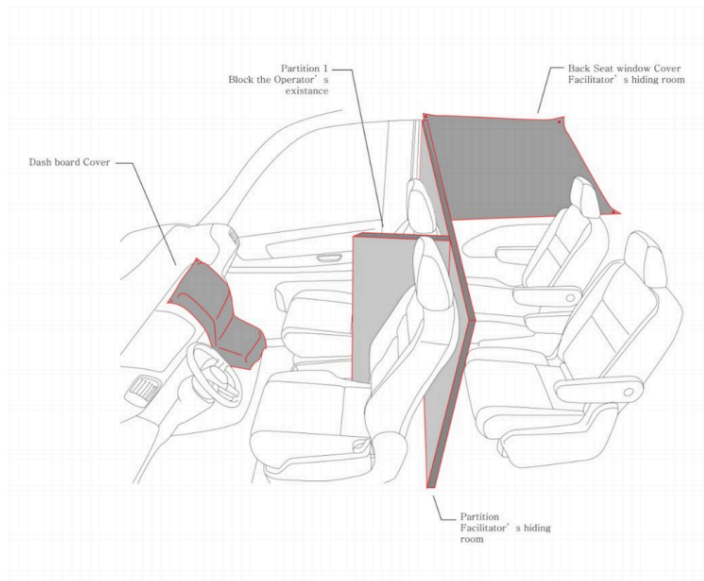 Partition 1
Block the Operator’s
existance
Back Seat window Cover
Facilitator’s hiding room
Dash board Cover
Partition
Facilitator’s hiding
room